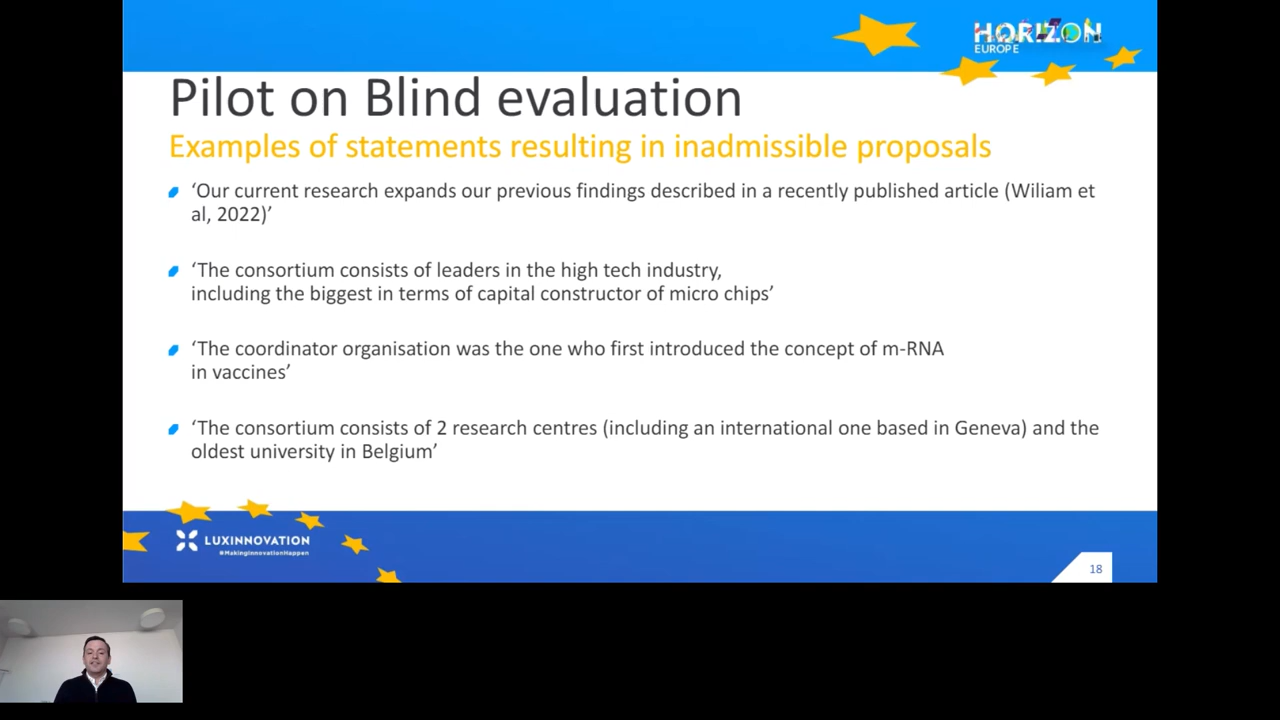 HORIZON
EUROPE
Pilot on Blind evaluation
Examples of statements resulting in inadmissible proposals
‘Our current research expands our previous findings described in a recently published article (Wiliam et
al, 2022)’
‘The consortium consists of leaders in the high tech industry,
including the biggest in terms of capital constructor of micro chips’
‘The coordinator organisation was the one who first introduced the concept of m-RNA
in vaccines’
‘The consortium consists of 2 research centres (including an international one based in Geneva) and the
oldest university in Belgium’
LUXINNOVATION
#MakingInnovationHappen
18